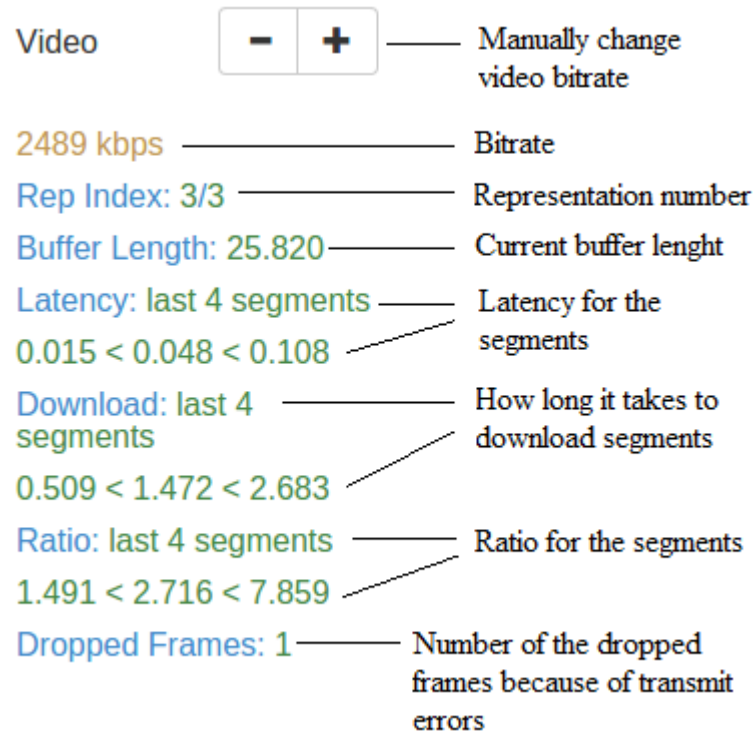 Video
− +
Manually change
video bitrate
2489 kbps
Bitrate
Rep Index: 3/3
Representation number
Buffer Length: 25.820
Current buffer lenght
Latency: last 4 segments
0.015 < 0.048 < 0.108
Latency for the
segments
Download: last 4
segments
0.509 < 1.472 < 2.683
How long it takes to
download segments
Ratio: last 4 segments
1.491 < 2.716 < 7.859
Ratio for the segments
Dropped Frames: 1
Number of the dropped
frames because of transmit
errors